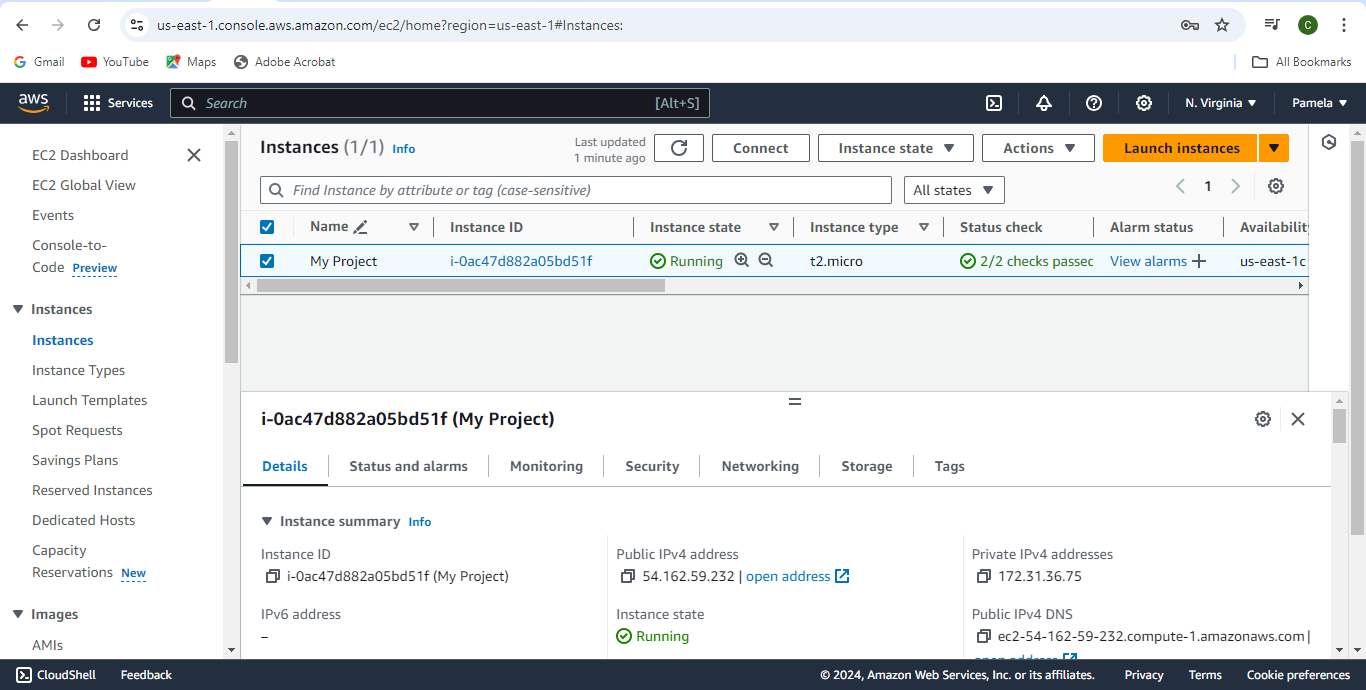 us-east-1.console.aws.amazon.com/ec2/home?region=us-east-1#Instances:
C
Gmail YouTube Maps Adobe Acrobat All Bookmarks
aws Services Search [Alt+S] N. Virginia Pamela
EC2 Dashboard
EC2 Global View
Events
Console-to-
Code Preview
Instances
Instances
Instance Types
Launch Templates
Spot Requests
Savings Plans
Reserved Instances
Dedicated Hosts
Capacity
Reservations New
Images
AMIs
Instances (1/1) Info
Last updated
1 minute ago
Connect Instance state Actions Launch instances
Find Instance by attribute or tag (case-sensitive) All states 1
Name Instance ID Instance state Instance type Status check Alarm status Availability
My Project i-0ac47d882a05bd51f Running t2.micro 2/2 checks passec View alarms + us-east-1c
i-0ac47d882a05bd51f (My Project)
Details Status and alarms Monitoring Security Networking Storage Tags
Instance summary Info
Instance ID
i-0ac47d882a05bd51f (My Project)
IPv6 address
–
Public IPv4 address
54.162.59.232 | open address
Instance state
Running
Private IPv4 addresses
172.31.36.75
Public IPv4 DNS
ec2-54-162-59-232.compute-1.amazonaws.com |
open address
CloudShell Feedback © 2024, Amazon Web Services, Inc. or its affiliates. Privacy Terms Cookie preferences